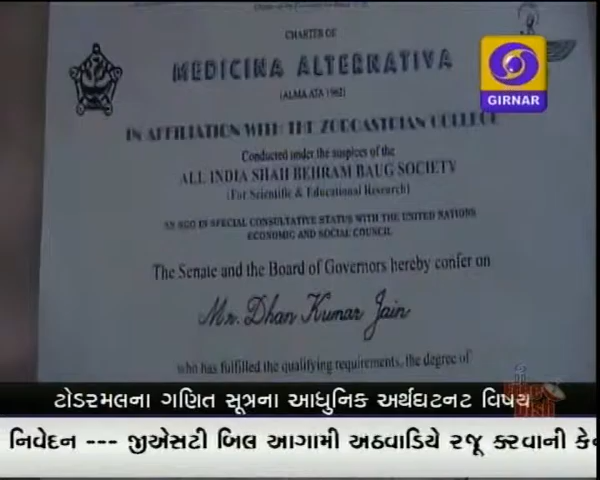 CHARTER OF
MEDICINA ALTERNATIVA
(ALMA ATA 1962)
IN AFFILIATION WITH THE ZOROASTRIAN COLLEGE
Conducted under the auspices of the
ALL INDIA SHAH BEHRAM BAUG SOCIETY
(For Scientific & Educational Research)
AN NGO IN SPECIAL CONSULTATIVE STATUS WITH THE UNITED NATIONS
ECONOMIC AND SOCIAL COUNCIL
The Senate and the Board of Governors hereby confer on
Mr. Dhan Kumar Jain
who has fulfilled the qualifying requirements, the degree of
GIRNAR
ટોડરમલના ગણિત સૂત્રના આધુનિક અર્થઘટનટ વિષય
નિવેદન --- જીએસટી બિલ આગામી અઠવાડિયે રજૂ કરવાની કેન